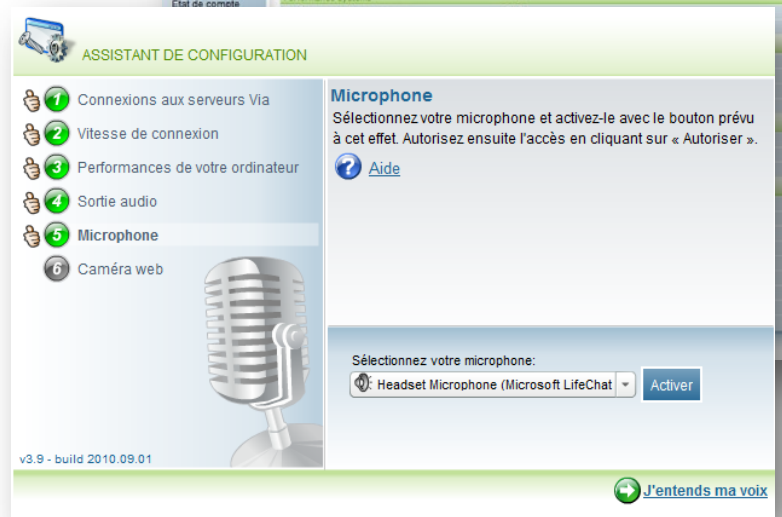 Etat de compte
ASSISTANT DE CONFIGURATION
1 Connexions aux serveurs Via
2 Vitesse de connexion
3 Performances de votre ordinateur
4 Sortie audio
5 Microphone
6 Caméra web
v3.9 - build 2010.09.01
Microphone
Sélectionnez votre microphone et activez-le avec le bouton prévu
à cet effet. Autorisez ensuite l'accès en cliquant sur « Autoriser ».
? Aide
Sélectionnez votre microphone:
Headset Microphone (Microsoft LifeChat
Activer
J'entends ma voix